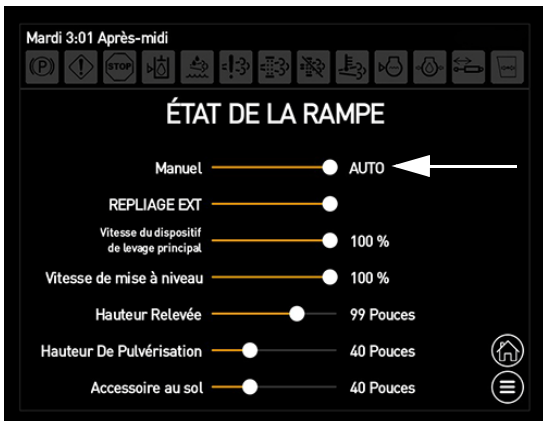 Mardi 3:01 Après-midi
P
STOP
ÉTAT DE LA RAMPE
Manuel AUTO
REPLIAGE EXT
Vitesse du dispositif
de levage principal 100 %
Vitesse de mise à niveau 100 %
Hauteur Relevée 99 Pouces
Hauteur De Pulvérisation 40 Pouces
Accessoire au sol 40 Pouces